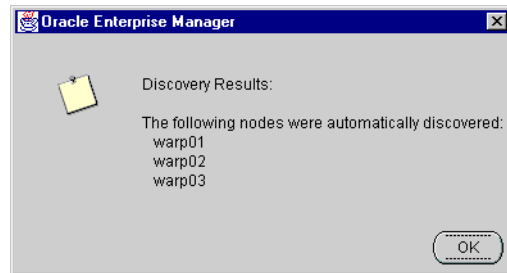 Oracle Enterprise Manager
Discovery Results:
The following nodes were automatically discovered:
warp01
warp02
warp03
OK